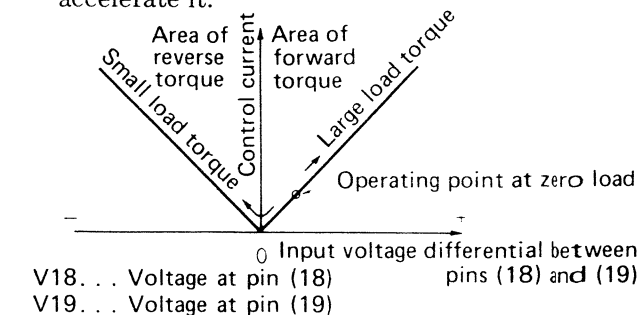 accelerate it.
Area of
reverse
torque
Control current
Area of
forward
torque
Small load torque
Large load torque
Operating point at zero load
−
+
0
Input voltage differential between
pins (18) and (19)
V18. . . Voltage at pin (18)
V19. . . Voltage at pin (19)